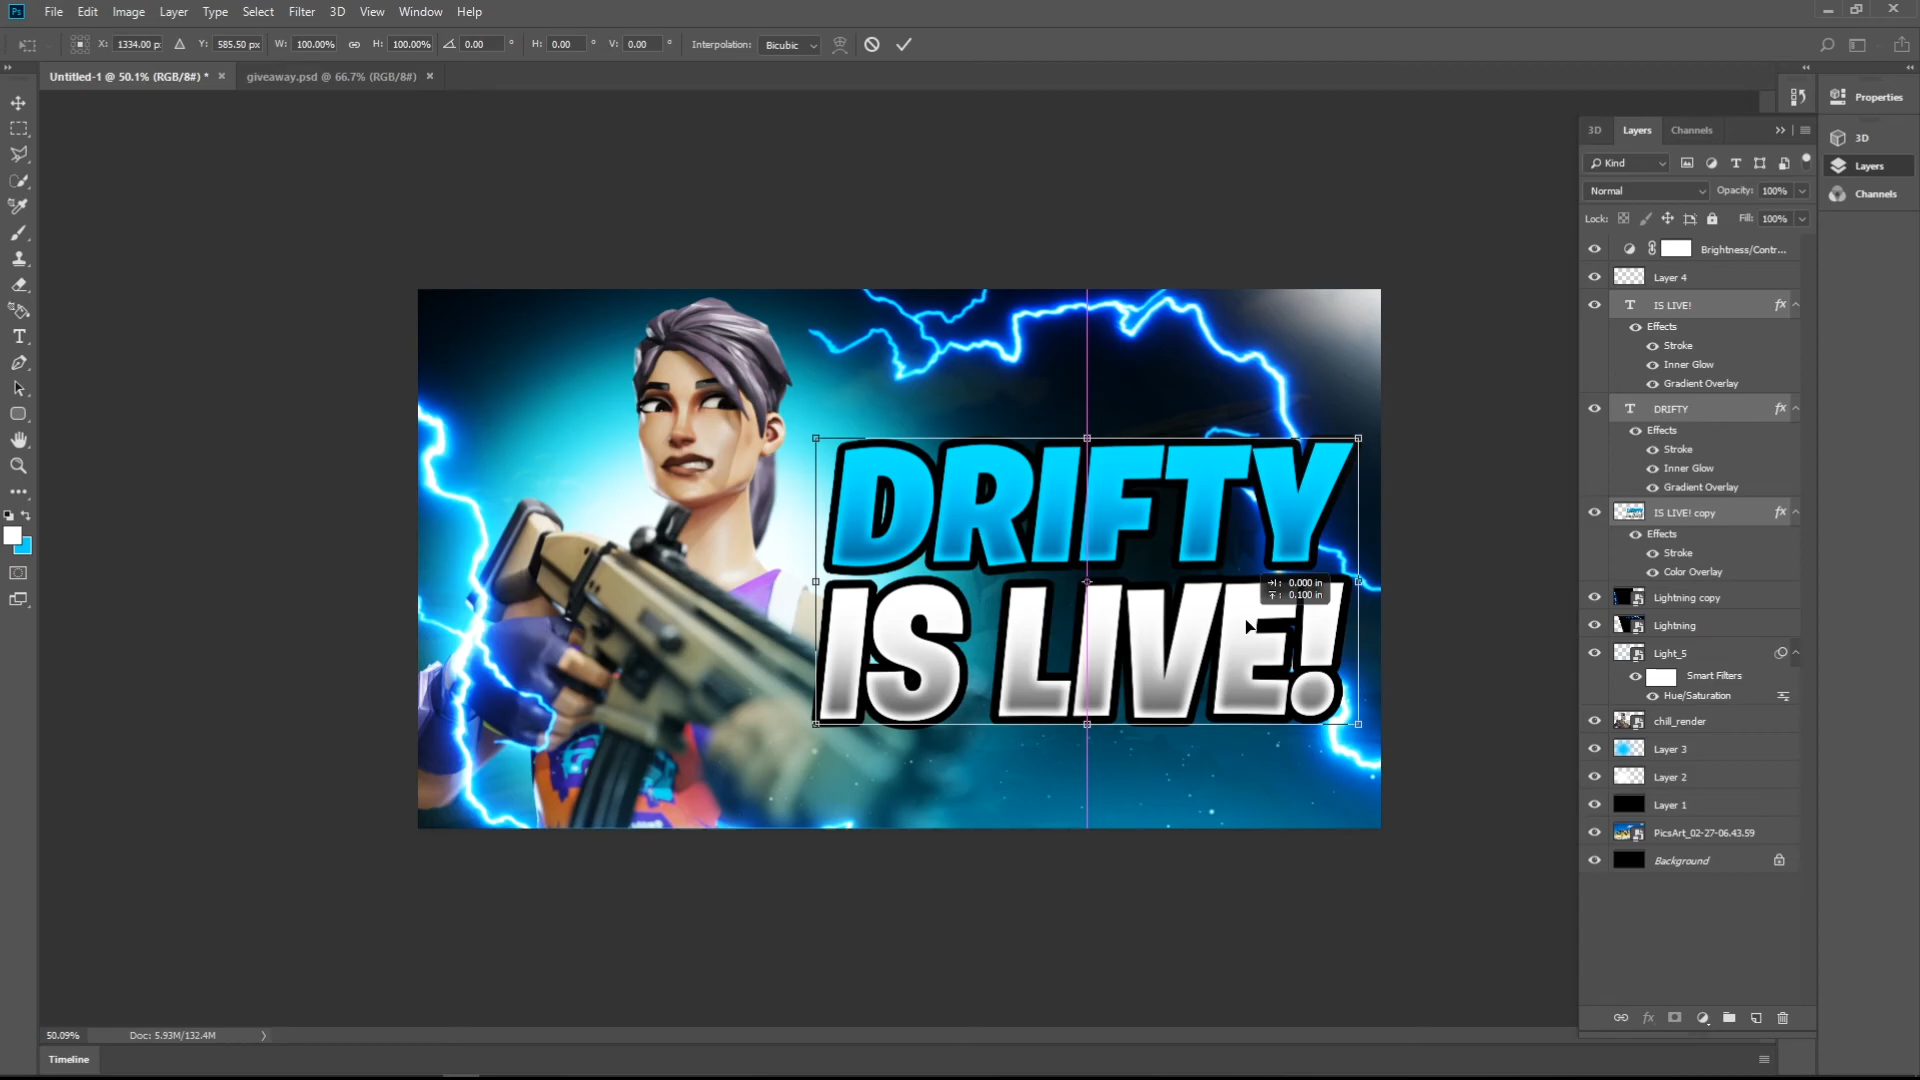 Ps File Edit Image Layer Type Select Filter 3D View Window Help
X: 1334.00 p Y: 585.50 px W: 100.00% H: 100.00% 0.00 ° H: 0.00 ° V: 0.00 ° Interpolation: Bicubic
Untitled-1 @ 50.1% (RGB/8#) * × giveaway.psd @ 66.7% (RGB/8#) ×
Properties
3D
Layers
Channels
3D Layers Channels
Kind
Normal Opacity: 100%
Lock: Fill: 100%
Brightness/Contr...
Layer 4
IS LIVE! fx
Effects
Stroke
Inner Glow
Gradient Overlay
DRIFTY fx
Effects
Stroke
Inner Glow
Gradient Overlay
IS LIVE! copy fx
Effects
Stroke
Color Overlay
Lightning copy
Lightning
Light_5
Smart Filters
Hue/Saturation
chill_render
Layer 3
Layer 2
Layer 1
PicsArt_02-27-06.43.59
Background
fx
DRIFTY
IS LIVE!
0.000 in
0.100 in
50.09% Doc: 5.93M/132.4M
Timeline